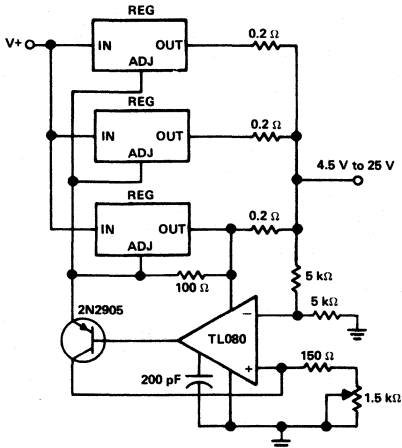 REG
V+
IN
OUT
ADJ
0.2 Ω
REG
IN
OUT
ADJ
0.2 Ω
4.5 V to 25 V
REG
IN
OUT
ADJ
0.2 Ω
100 Ω
5 kΩ
2N2905
5 kΩ
−
TL080
+
150 Ω
200 pF
1.5 kΩ